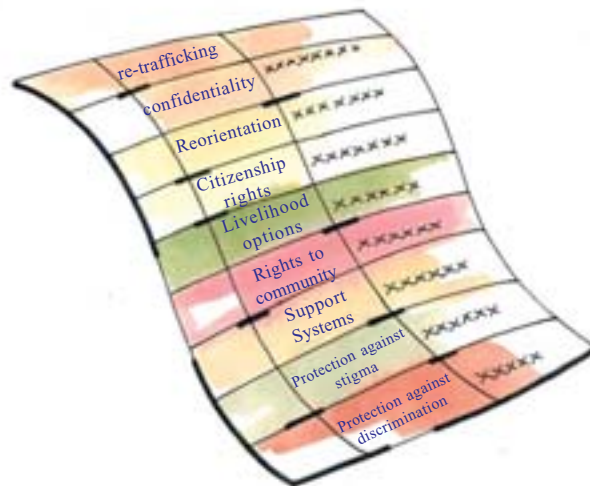 re-trafficking
confidentiality
Reorientation
Citizenship
rights
Livelihood
options
Rights to
community
Support
Systems
Protection against
stigma
Protection against
discrimination